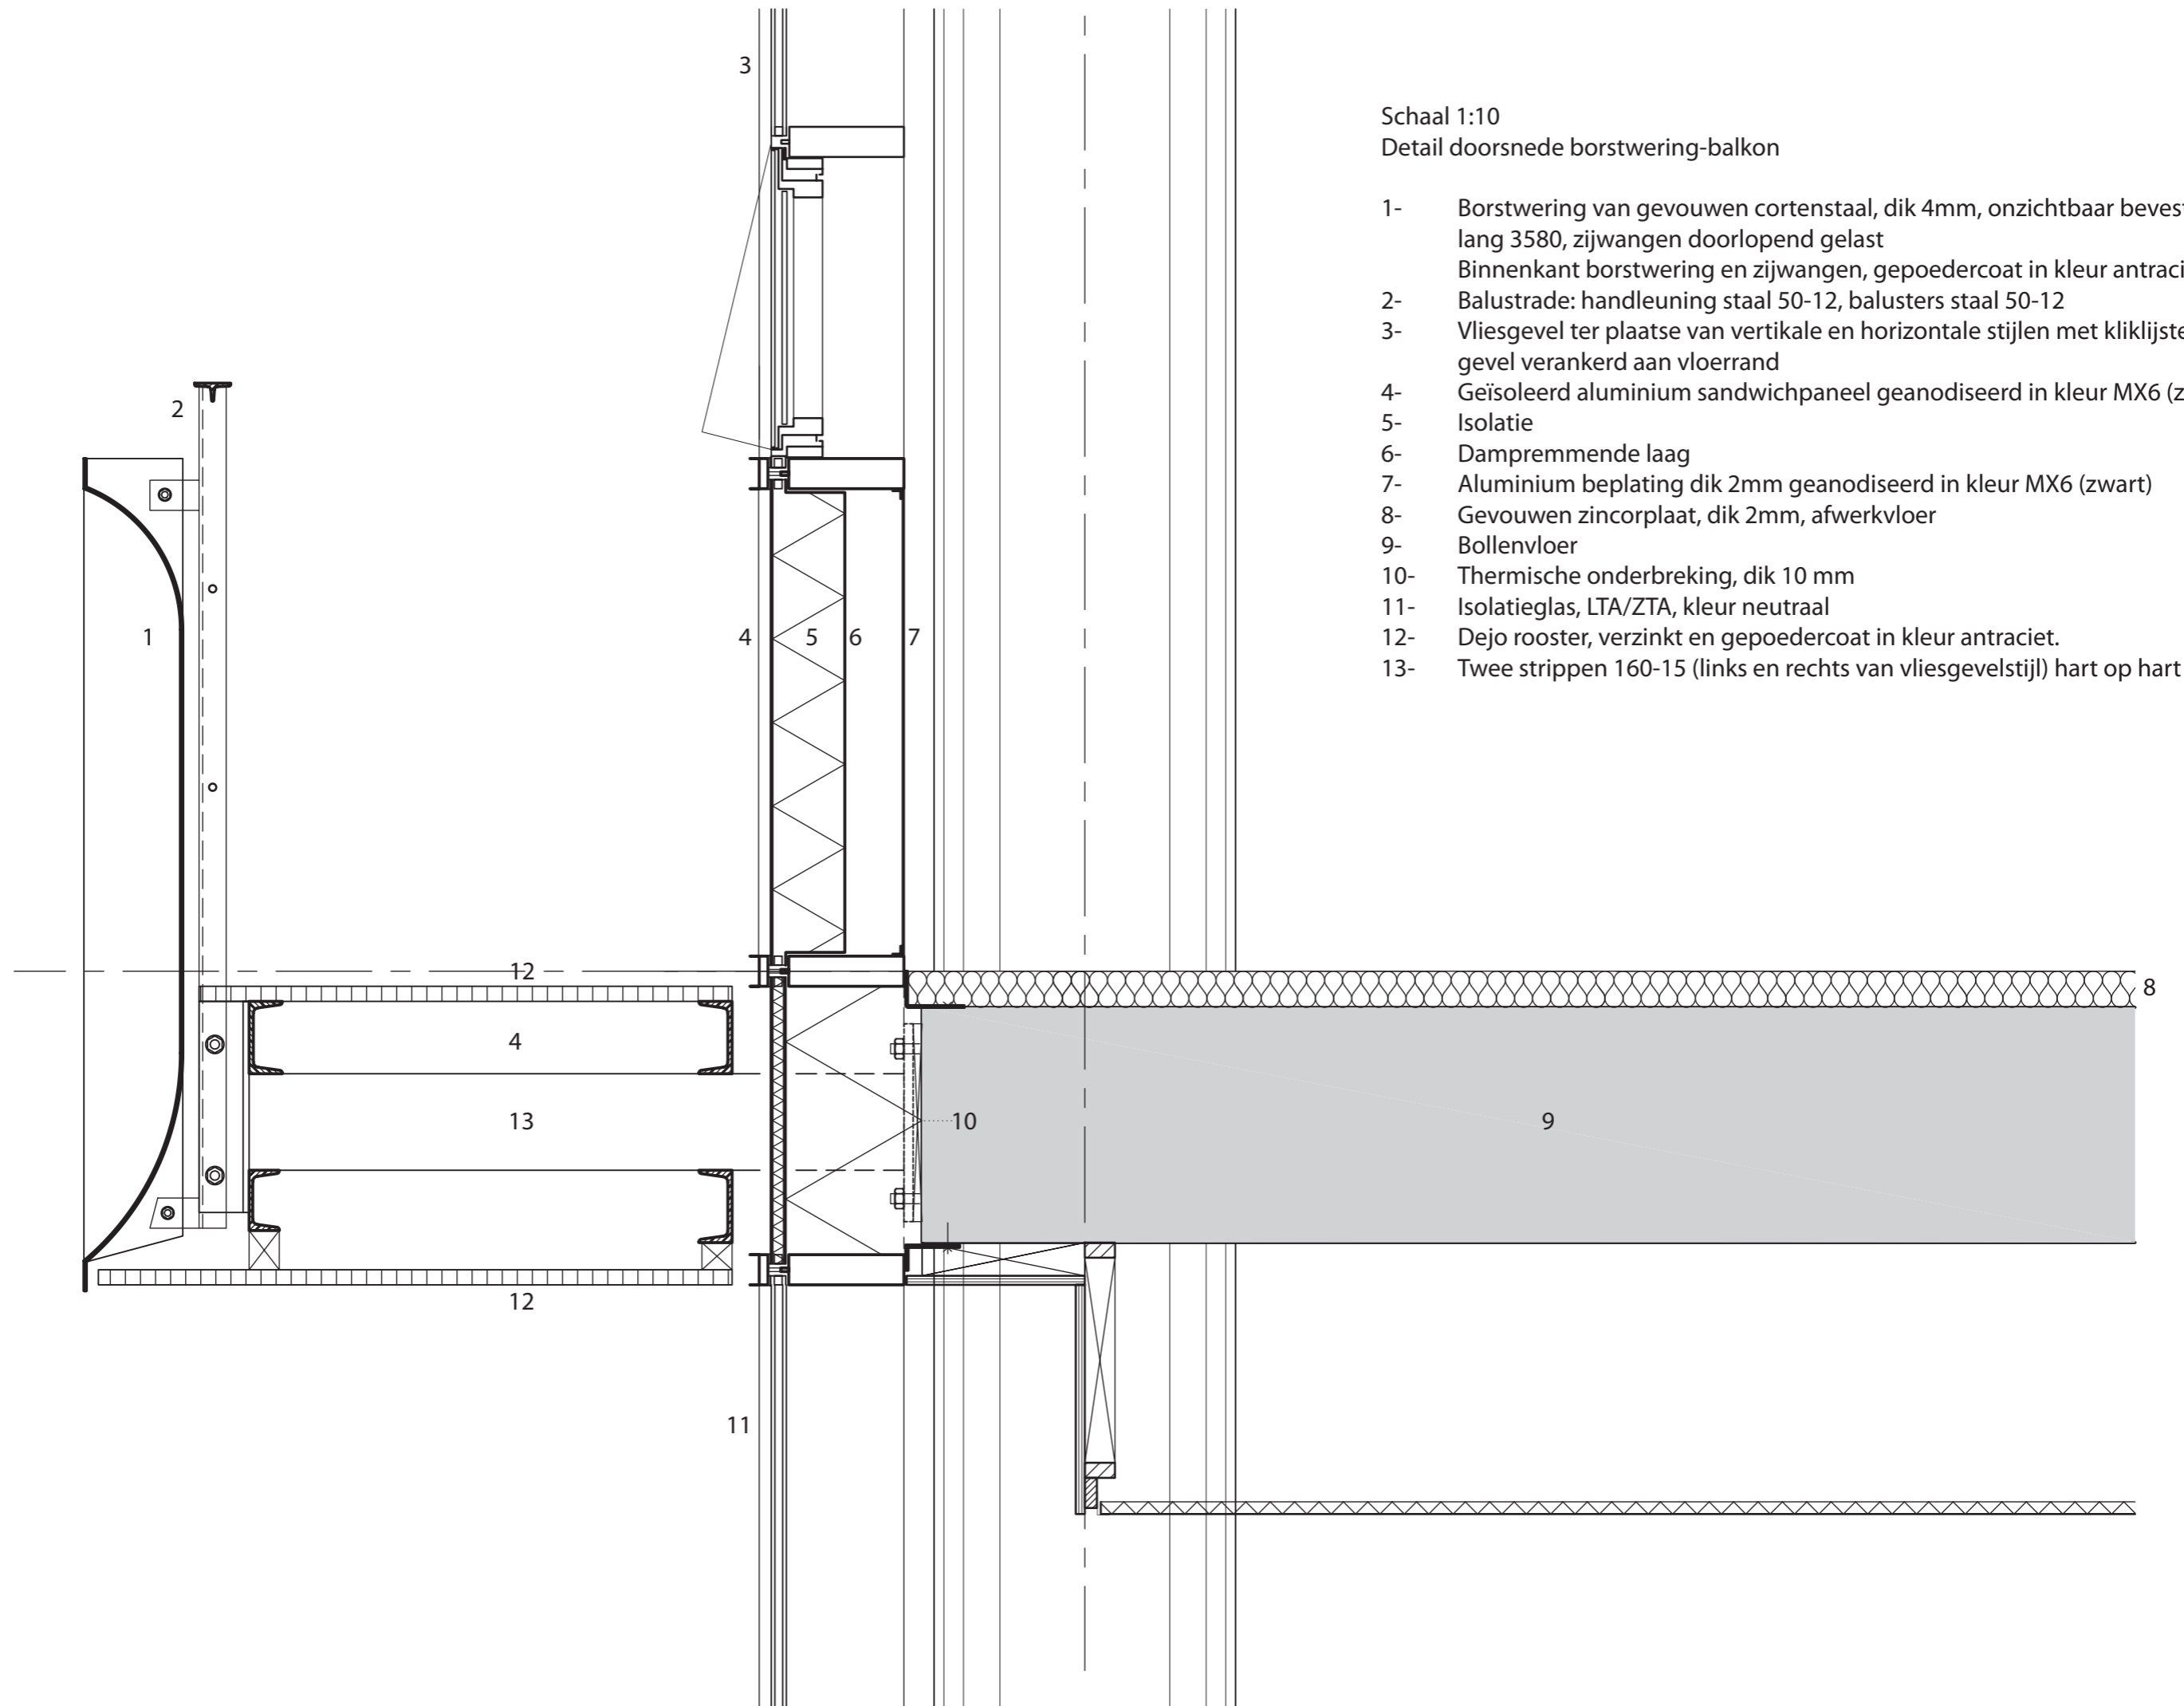 Schaal 1:10
Detail doorsnede borstwering-balkon
1- Borstwering van gevouwen cortenstaal, dik 4mm, onzichtbaar
lang 3580, zijwangen doorlopend gelast
Binnenkant borstwering en zijwangen, gepoedercoat in kleur
2- Balustrade: handleuning staal 50-12, balusters staal 50-12
3- Vliesgevel ter plaatse van vertikale en horizontale stijlen met
gevel verankerd aan vloerrand
4- Geïsoleerd aluminium sandwichpaneel geanodiseerd in kleur MX6
5- Isolatie
6- Dampremmende laag
7- Aluminium beplating dik 2mm geanodiseerd in kleur MX6 (zwart)
8- Gevouwen zincorplaat, dik 2mm, afwerkvloer
9- Bollenvloer
10- Thermische onderbreking, dik 10 mm
11- Isolatieglas, LTA/ZTA, kleur neutraal
12- Dejo rooster, verzinkt en gepoedercoat in kleur antraciet.
13- Twee strippen 160-15 (links en rechts van vliesgevelstijl) hart op hart
3
2
1
4 5 6 7
12
8
4
13
10
9
12
11